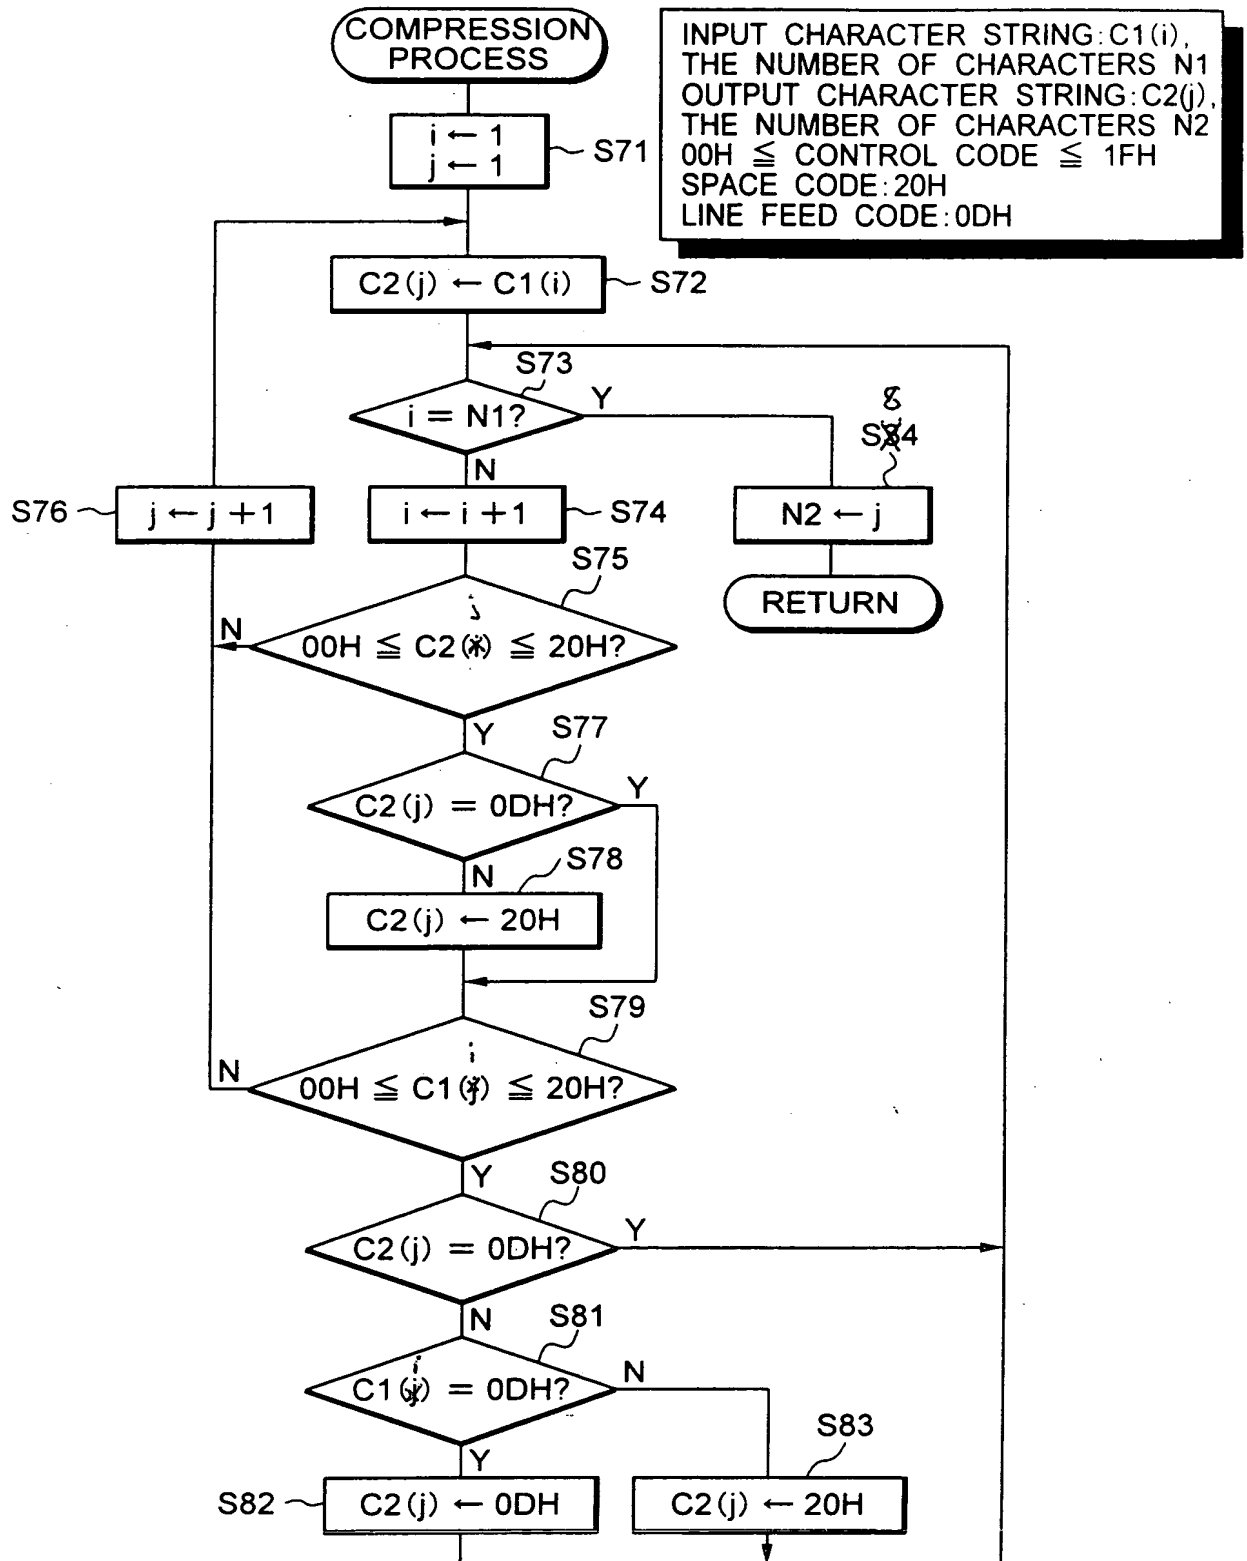 COMPRESSION
PROCESS
INPUT CHARACTER STRING:C1(i),
THE NUMBER OF CHARACTERS N1
OUTPUT CHARACTER STRING:C2(j),
THE NUMBER OF CHARACTERS N2
00H ≦ CONTROL CODE ≦ 1FH
SPACE CODE:20H
LINE FEED CODE:0DH
i ← 1
j ← 1
S71
C2(j) ← C1(i)
S72
S73
i = N1?
Y
N
8
S84
S76
j ← j + 1
i ← i + 1
S74
N2 ← j
RETURN
S75
j
00H ≦ C2( ) ≦ 20H?
N
Y
S77
C2(j) = 0DH?
Y
N
S78
C2(j) ← 20H
S79
i
00H ≦ C1(j) ≦ 20H?
N
Y
S80
C2(j) = 0DH?
Y
N
S81
i
C1(j) = 0DH?
N
Y
S82
C2(j) ← 0DH
S83
C2(j) ← 20H